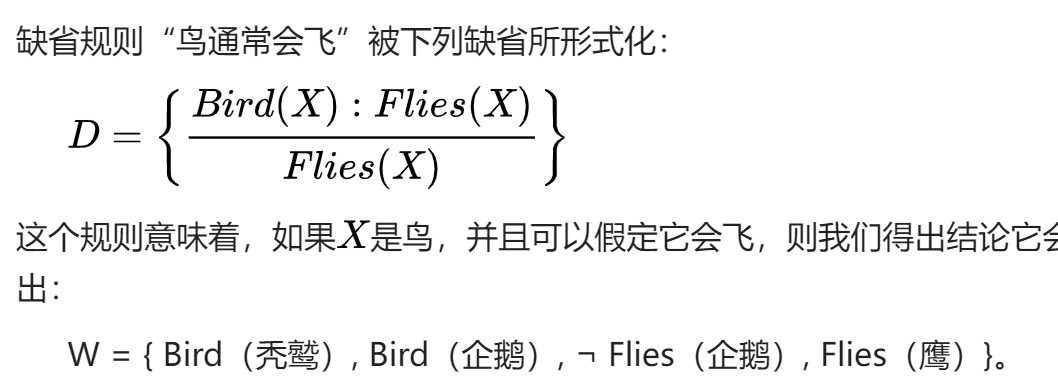 缺省规则“鸟通常会飞”被下列缺省所形式化：
D = { Bird(X) : Flies(X) / Flies(X) }
这个规则意味着，如果X是鸟，并且可以假定它会飞，则我们得出结论它会
出：
W = { Bird（秃鹫）, Bird（企鹅）, ¬ Flies（企鹅）, Flies（鹰）}。